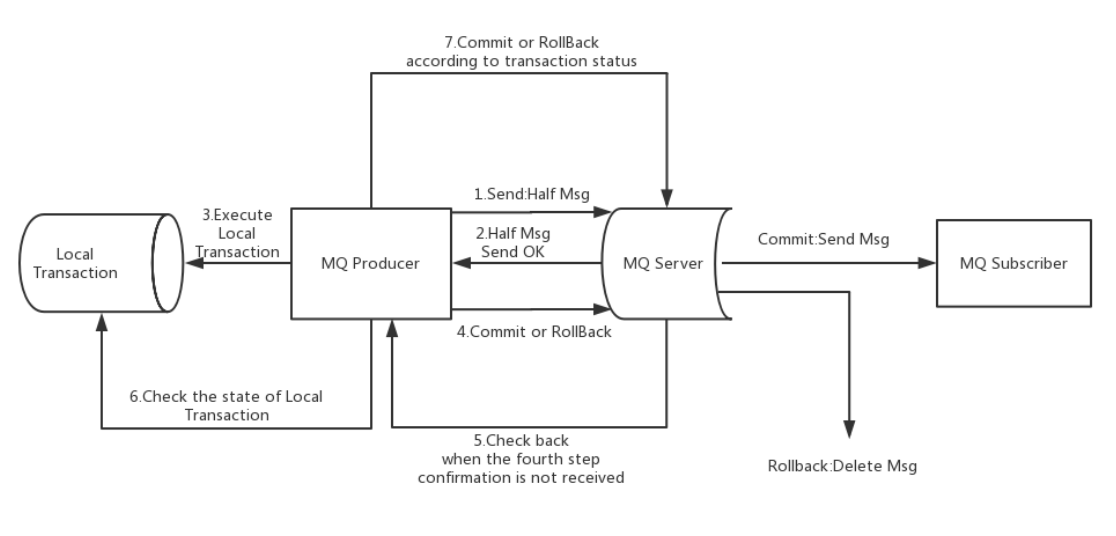 7.Commit or RollBack
according to transaction status
1.Send:Half Msg
3.Execute
Local
Transaction
2.Half Msg
Send OK
Commit:Send Msg
Local
Transaction
MQ Producer
MQ Server
MQ Subscriber
4.Commit or RollBack
6.Check the state of Local
Transaction
5.Check back
when the fourth step
confirmation is not received
Rollback:Delete Msg